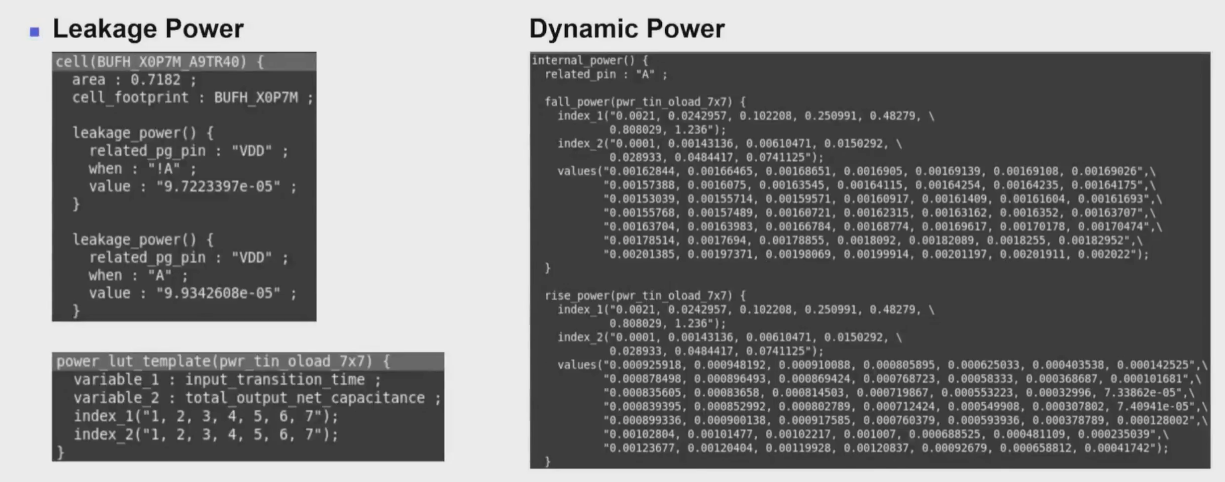 Leakage Power
cell(BUFH_X0P7M_A9TR40) {
area : 0.7182 ;
cell_footprint : BUFH_X0P7M ;
leakage_power() {
related_pg_pin : "VDD" ;
when : "!A" ;
value : "9.7223397e-05" ;
}
leakage_power() {
related_pg_pin : "VDD" ;
when : "A" ;
value : "9.9342608e-05" ;
}
power_lut_template(pwr_tin_oload_7x7) {
variable_1 : input_transition_time ;
variable_2 : total_output_net_capacitance ;
index_1("1, 2, 3, 4, 5, 6, 7");
index_2("1, 2, 3, 4, 5, 6, 7");
}
Dynamic Power
internal_power() {
related_pin : "A" ;
fall_power(pwr_tin_oload_7x7) {
index_1("0.0021, 0.0242957, 0.102208, 0.250991, 0.48279, \
0.808029, 1.236");
index_2("0.0001, 0.00143136, 0.00610471, 0.0150292, \
0.028933, 0.0484417, 0.0741125");
values("0.00162844, 0.00166465, 0.00168651, 0.0016905, 0.00169139, 0.00169108, 0.00169026",\
"0.00157388, 0.0016075, 0.00163545, 0.00164115, 0.00164254, 0.00164235, 0.00164175",\
"0.00153039, 0.00155714, 0.00159571, 0.00160917, 0.00161409, 0.00161604, 0.00161693",\
"0.00155768, 0.00157489, 0.00160721, 0.00162315, 0.00163162, 0.0016352, 0.00163707",\
"0.00163704, 0.00163983, 0.00166784, 0.00168774, 0.00169617, 0.00170178, 0.00170474",\
"0.00178514, 0.0017694, 0.00178855, 0.0018092, 0.00182089, 0.0018255, 0.00182952",\
"0.00201385, 0.00197371, 0.00198069, 0.00199914, 0.00201197, 0.00201911, 0.002022");
}
rise_power(pwr_tin_oload_7x7) {
index_1("0.0021, 0.0242957, 0.102208, 0.250991, 0.48279, \
0.808029, 1.236");
index_2("0.0001, 0.00143136, 0.00610471, 0.0150292, \
0.028933, 0.0484417, 0.0741125");
values("0.000925918, 0.000948192, 0.000910088, 0.000805895, 0.000625033, 0.000403538, 0.000142525",\
"0.000878498, 0.000896493, 0.000869424, 0.000768723, 0.00058333, 0.000368687, 0.000101681",\
"0.000835605, 0.00083658, 0.000814503, 0.000719867, 0.000553223, 0.00032996, 7.33862e-05",\
"0.000839395, 0.000852992, 0.000802789, 0.000712424, 0.000549908, 0.000307802, 7.40941e-05",\
"0.000899336, 0.000900138, 0.000917585, 0.000760379, 0.000593936, 0.000378789, 0.000128002",\
"0.00102804, 0.00101477, 0.00102217, 0.001007, 0.000688525, 0.000481109, 0.000235039",\
"0.00123677, 0.00120404, 0.00119928, 0.00120837, 0.00092679, 0.000658812, 0.00041742");
}